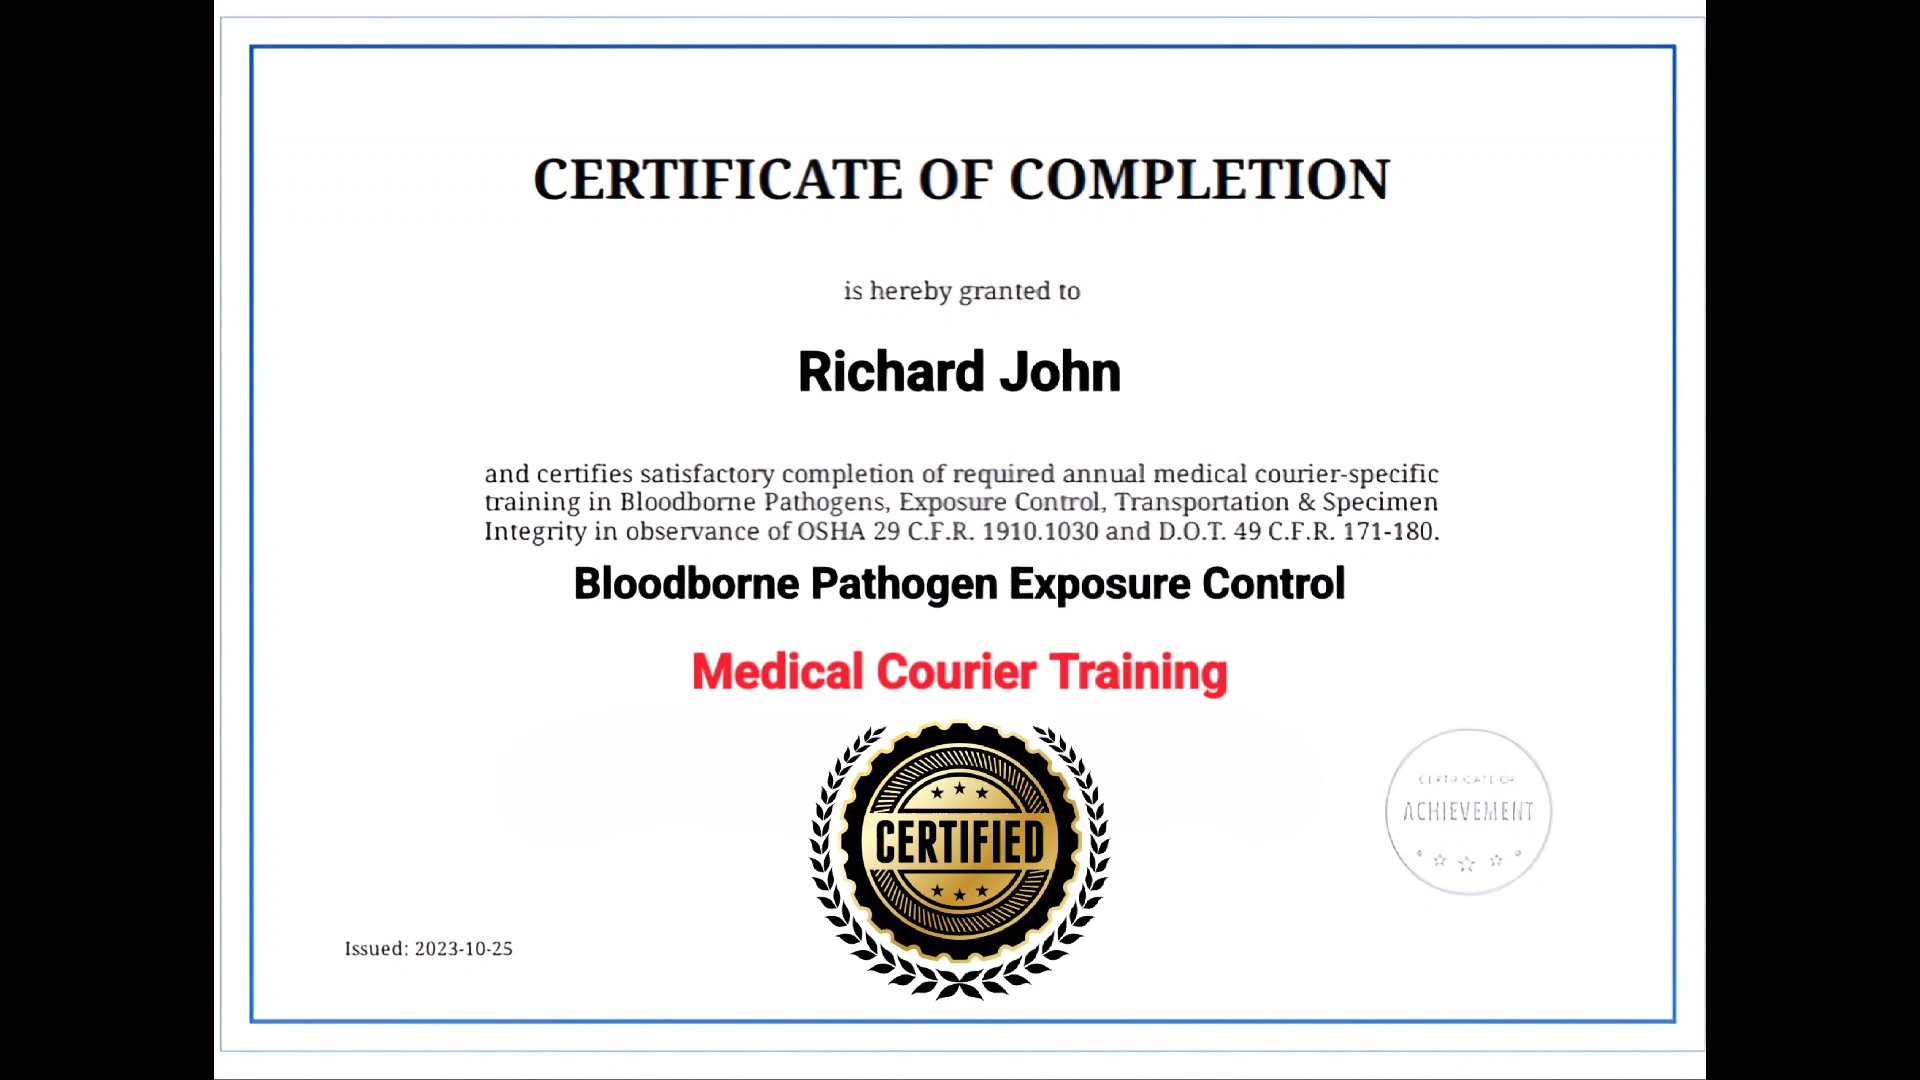 CERTIFICATE OF COMPLETION
is hereby granted to
Richard John
and certifies satisfactory completion of required annual medical courier-specific
training in Bloodborne Pathogens, Exposure Control, Transportation & Specimen
Integrity in observance of OSHA 29 C.F.R. 1910.1030 and D.O.T. 49 C.F.R. 171-180.
Bloodborne Pathogen Exposure Control
Medical Courier Training
CERTIFIED
CERTIFICATE OF
ACHIEVEMENT
Issued: 2023-10-25